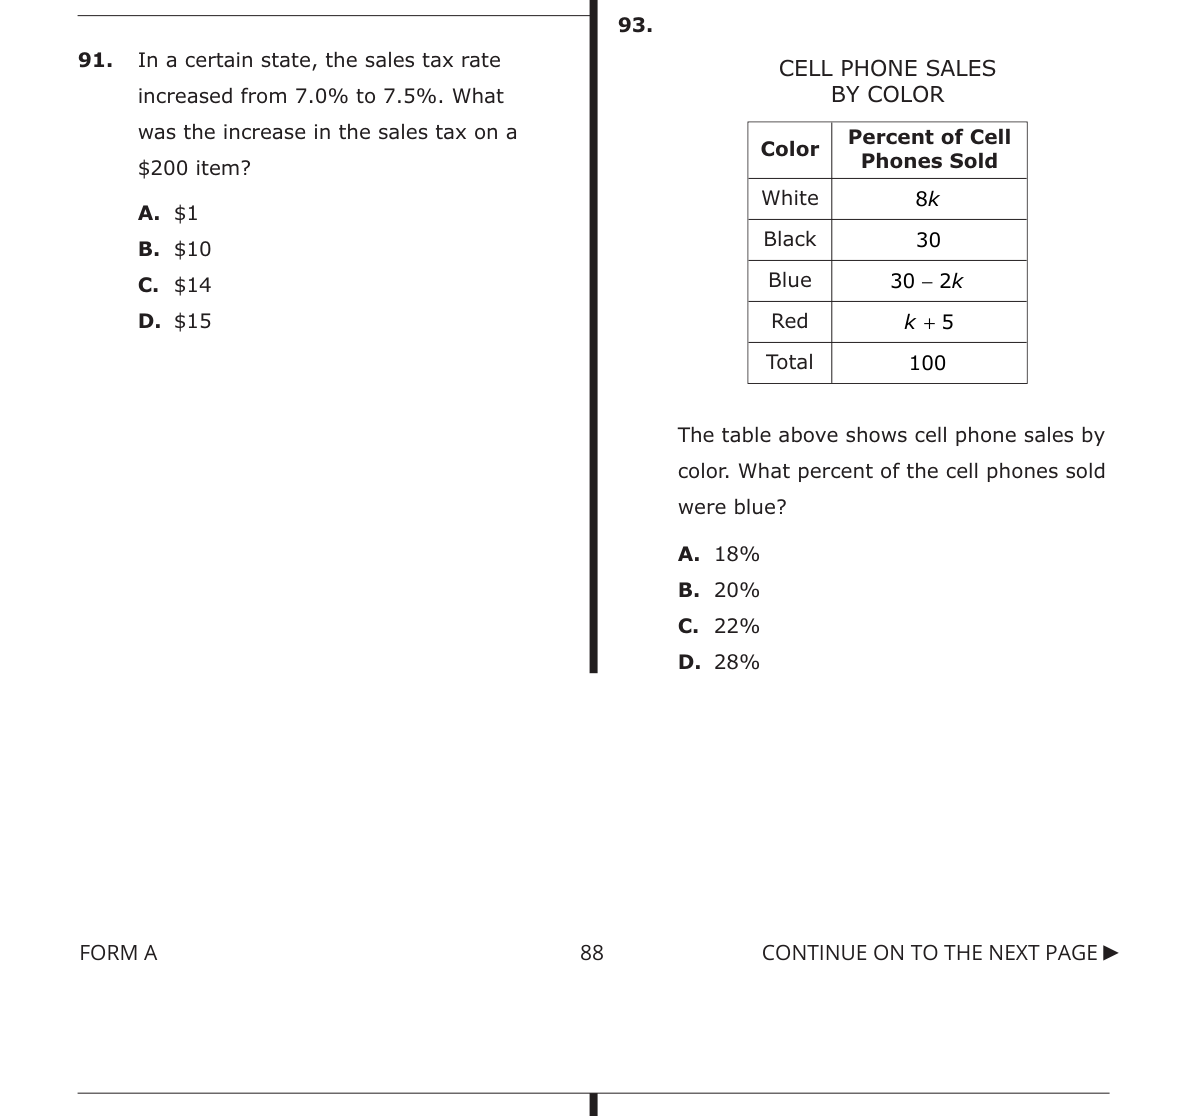 91. In a certain state, the sales tax rate
increased from 7.0% to 7.5%. What
was the increase in the sales tax on a
$200 item?
A. $1
B. $10
C. $14
D. $15
93.
CELL PHONE SALES
BY COLOR
Color Percent of Cell
Phones Sold
White 8k
Black 30
Blue 30 – 2k
Red k + 5
Total 100
The table above shows cell phone sales by
color. What percent of the cell phones sold
were blue?
A. 18%
B. 20%
C. 22%
D. 28%
FORM A 88 CONTINUE ON TO THE NEXT PAGE ►